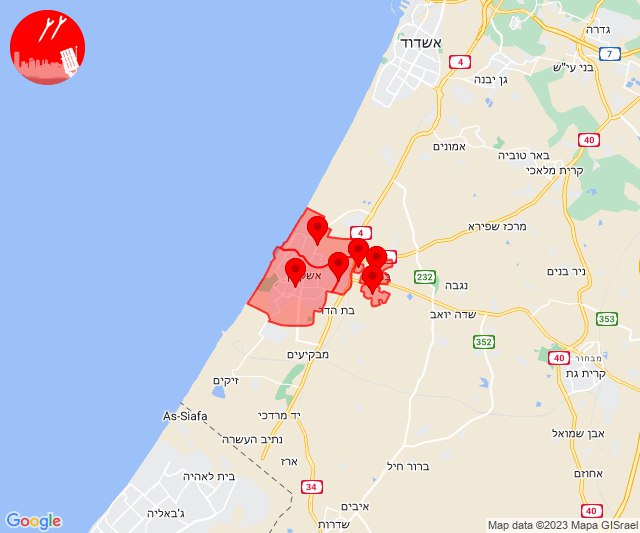 אשדוד
גדרה
4
7
בני עי"ש
גן יבנה
40
אמונים
באר טוביה
קרית מלאכי
4
מרכז שפירא
232
ניר בנים
נגבה
בת הדר
שדה יואב
353
352
מבקיעים
מבחור
40
קרית גת
זיקים
As-Siafa
יד מרדכי
נתיב העשרה
אבן שמואל
ארז
ברור חיל
בית לאהיה
אחוזם
34
ג'באליה
איבים
40
שדרות
Google
Map data ©2023 Mapa GISrael